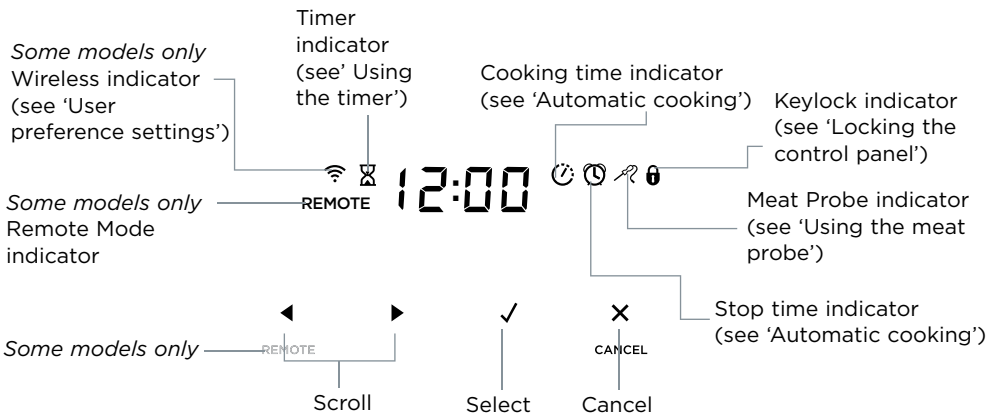 Some models only
Wireless indicator
(see ‘User
preference settings’)
Timer
indicator
(see’ Using
the timer’)
Cooking time indicator
(see ‘Automatic cooking’)
Keylock indicator
(see ‘Locking the
control panel’)
12:00
REMOTE
Some models only
Remote Mode
indicator
Meat Probe indicator
(see ‘Using the meat
probe’)
Stop time indicator
(see ‘Automatic cooking’)
Some models only
REMOTE
CANCEL
Scroll
Select
Cancel